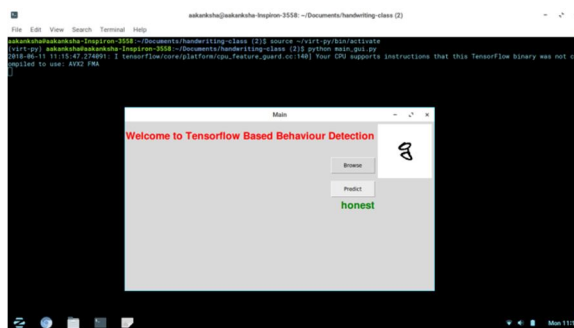 aakanksha@aakanksha-Inspiron-3558: ~/Documents/handwriting-class (2)
File Edit View Search Terminal Help
aakanksha@aakanksha-Inspiron-3558:~/Documents/handwriting-class (2)$ source ~/virt-py/bin/activate
(virt-py) aakanksha@aakanksha-Inspiron-3558:~/Documents/handwriting-class (2)$ python main_gui.py
2018-06-11 11:15:47.274091: I tensorflow/core/platform/cpu_feature_guard.cc:140] Your CPU supports instructions that this TensorFlow binary was not c
ompiled to use: AVX2 FMA
Main
Welcome to Tensorflow Based Behaviour Detection
8
Browse
Predict
honest
Mon 11:1